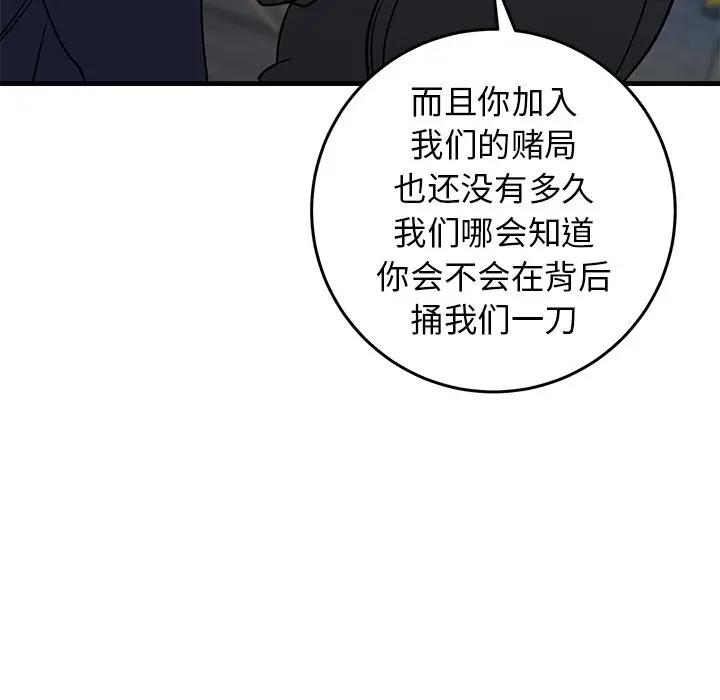 而且你加入
我们的赌局
也还没有多久
我们哪会知道
你会不会在背后
捅我们一刀